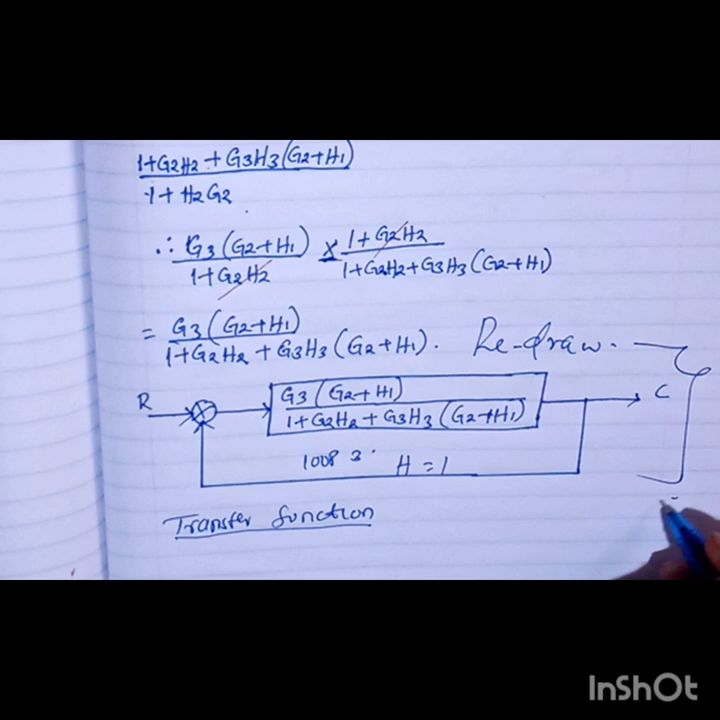 1+G2H2 + G3H3(G2+H1)
1 + H2G2
∴ G3(G2+H1) x 1 + G2H2
1+G2H2 1+G2H2+G3H3(G2+H1)
= G3(G2+H1)
1+G2H2 + G3H3(G2+H1). Re-draw.
R G3(G2+H1) C
1+G2H2 + G3H3(G2+H1)
loop 3. H = 1
Transfer function
InShOt